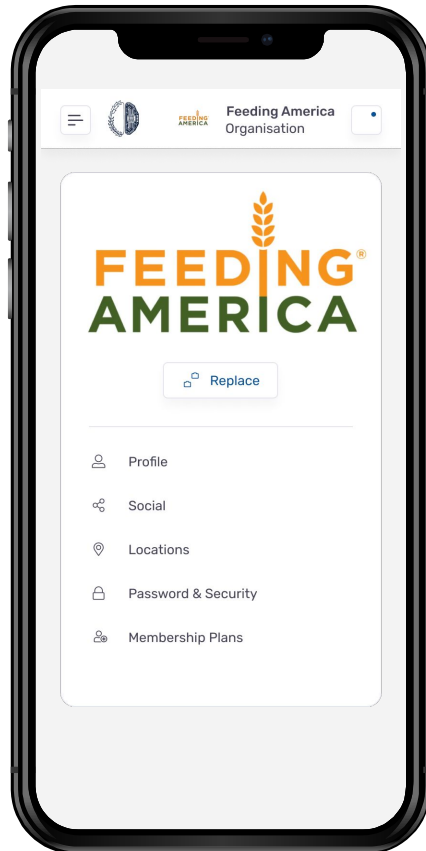 FEEDING
AMERICA
Feeding America
Organisation
FEEDING®
AMERICA
Replace
Profile
Social
Locations
Password & Security
Membership Plans